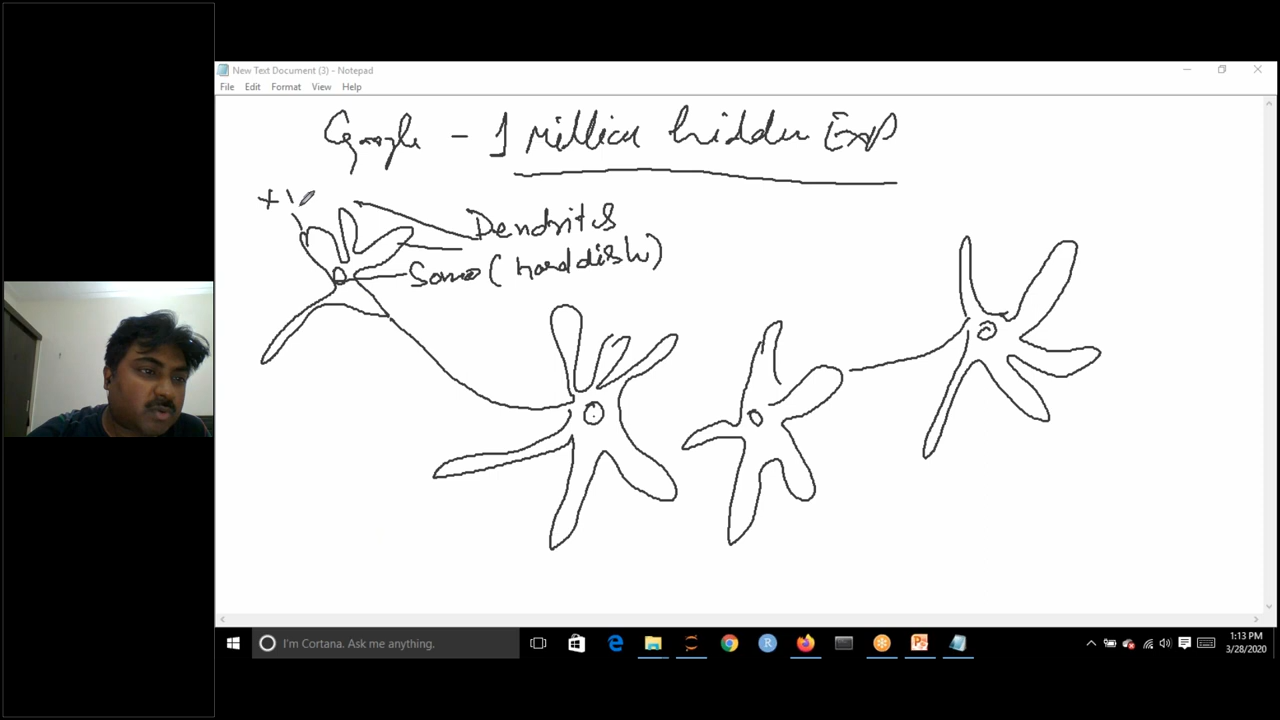 New Text Document (3) - Notepad
File Edit Format View Help
Google - 1 Million hidden Exp
Dendrites
Soma (harddisk)
I'm Cortana. Ask me anything.
1:13 PM
3/28/2020